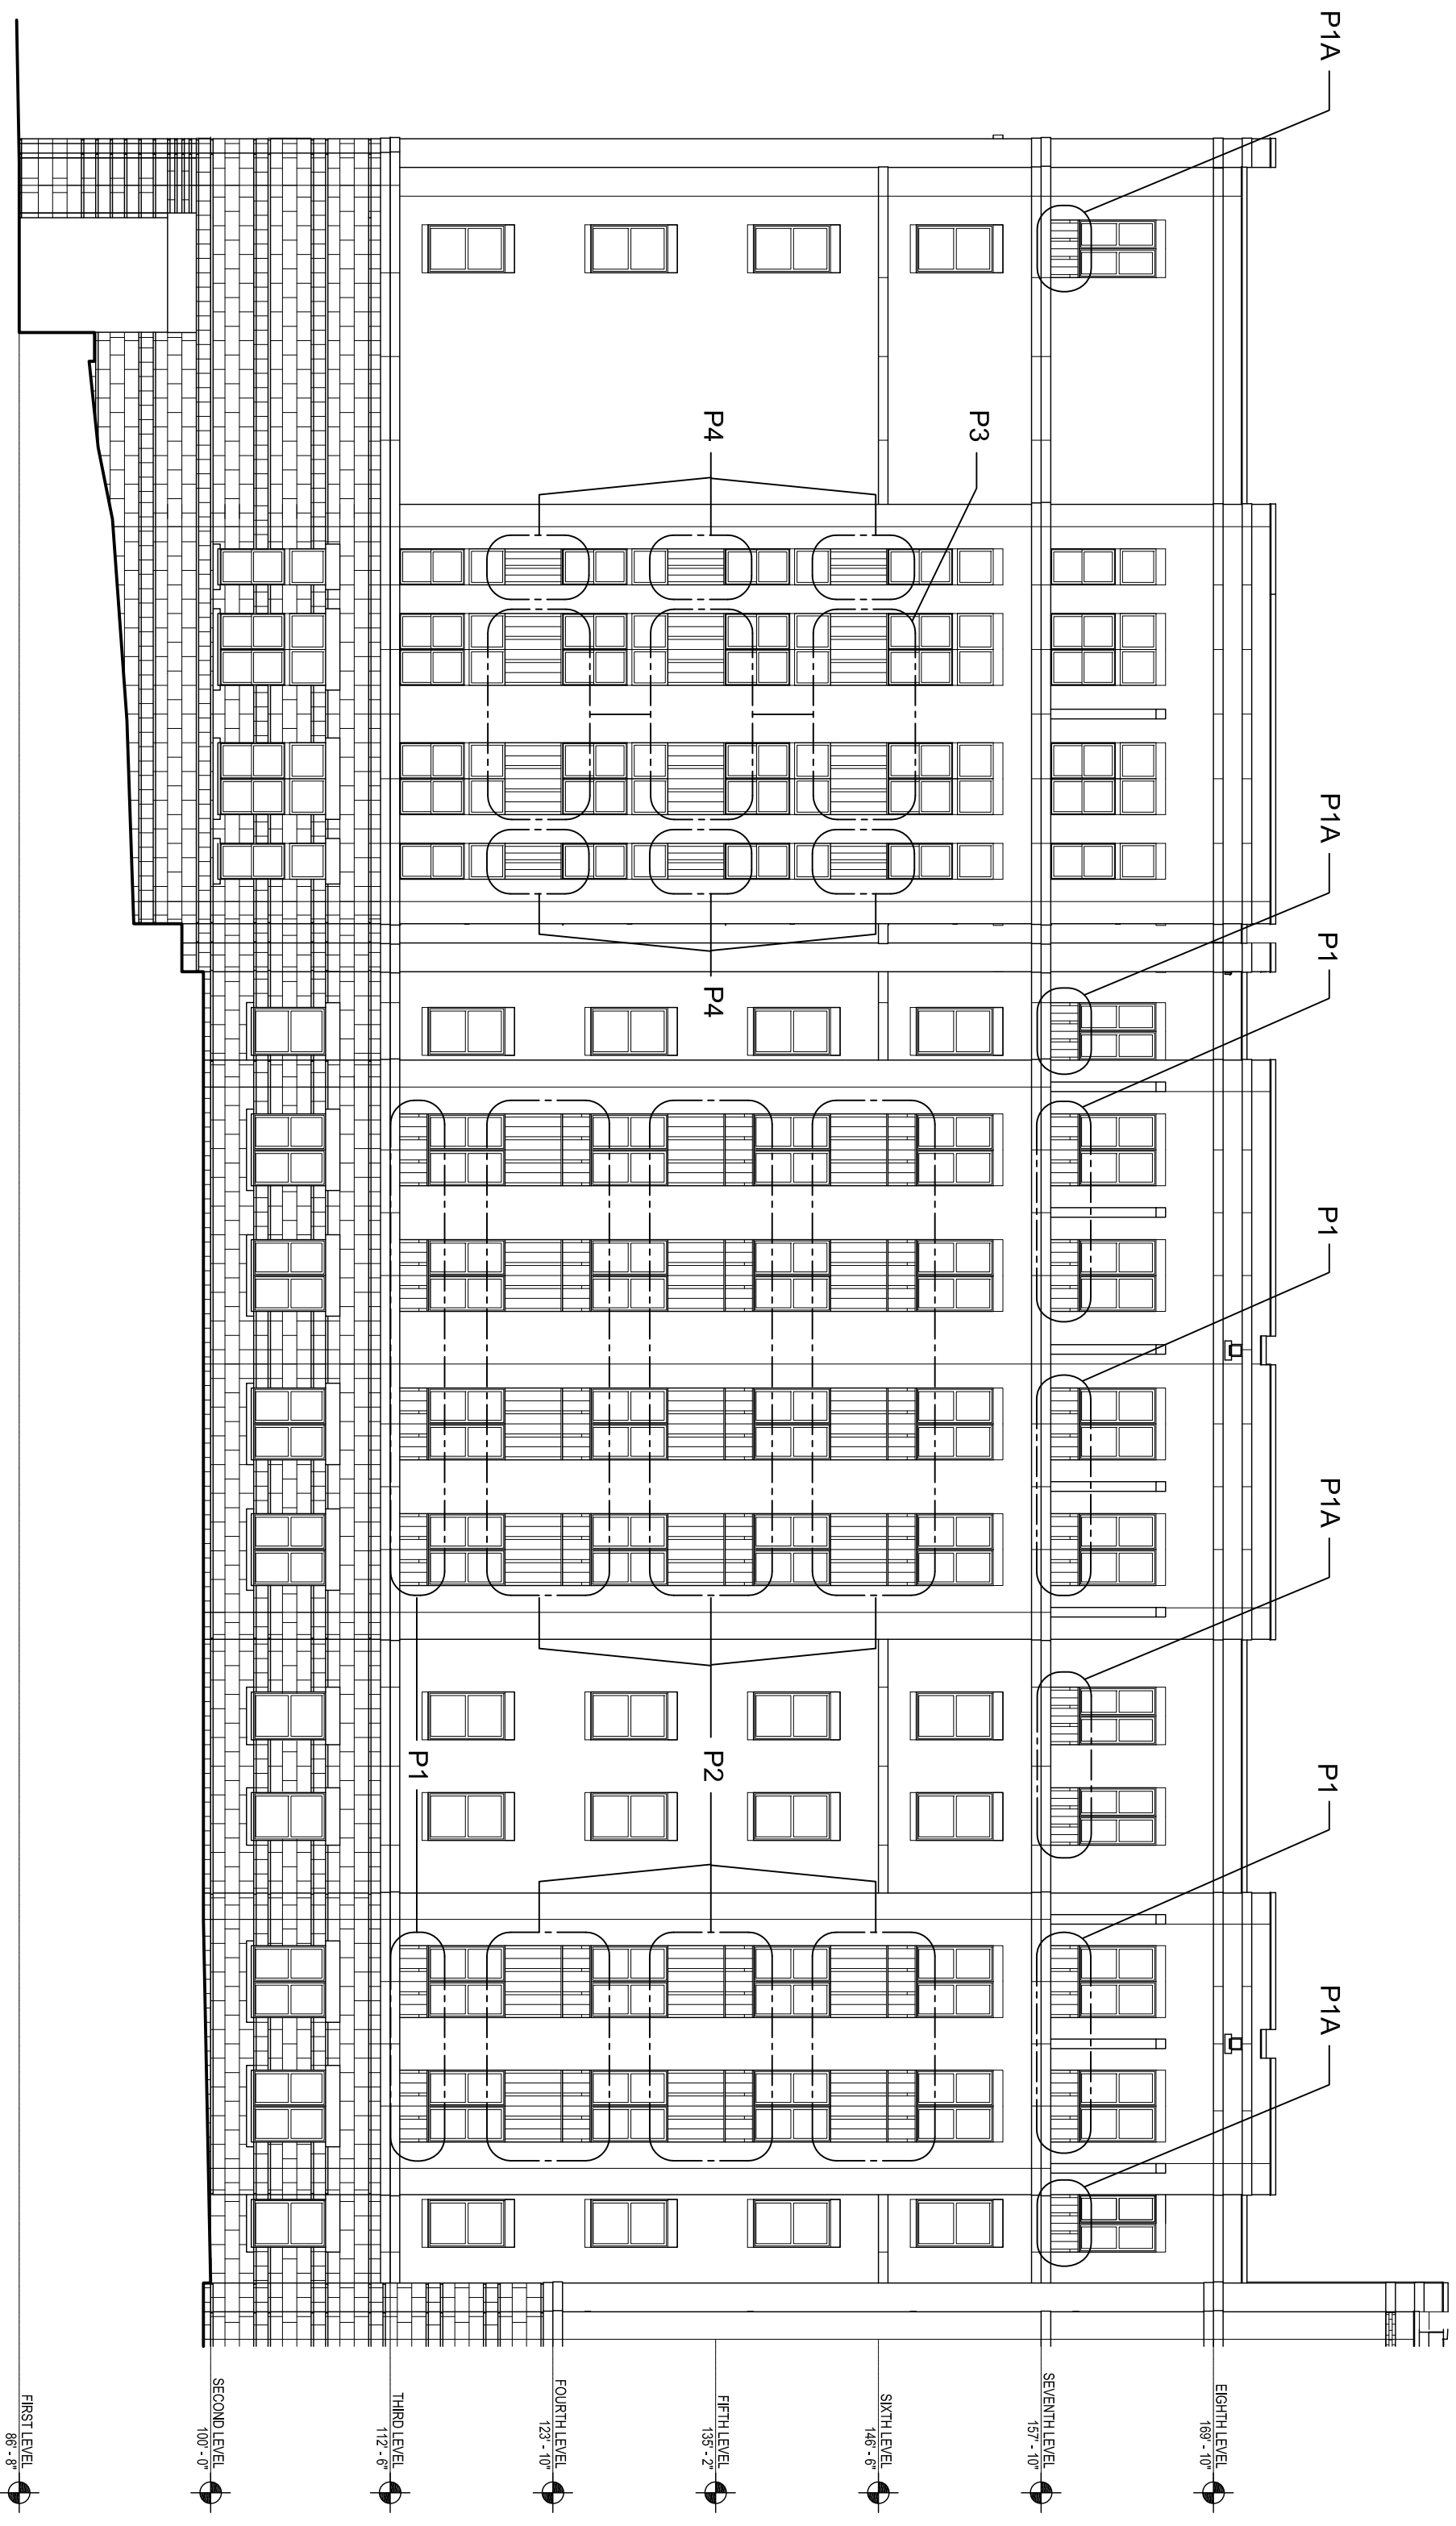 P1A
P1A
P1
P1
P1A
P1
P1A
P3
P4
P4
P2
P1
EIGHTH LEVEL
169' - 10"
SEVENTH LEVEL
157' - 10"
SIXTH LEVEL
146' - 6"
FIFTH LEVEL
135' - 2"
FOURTH LEVEL
123' - 10"
THIRD LEVEL
112' - 6"
SECOND LEVEL
100' - 0"
FIRST LEVEL
86' - 8"